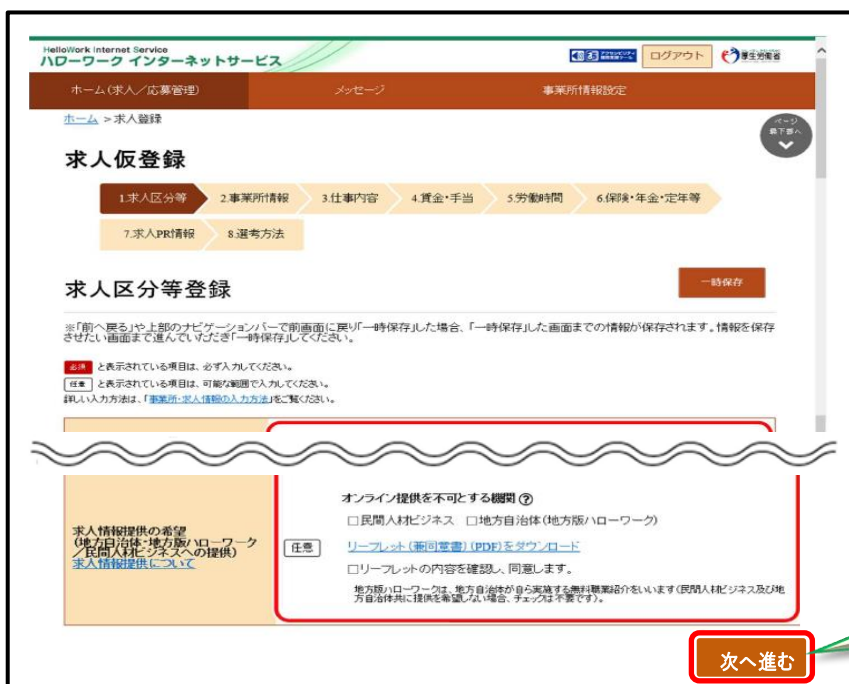 HelloWork Internet Service
ハローワーク インターネットサービス
ログアウト
厚生労働省
ホーム(求人/応募管理)
メッセージ
事業所情報設定
ホーム > 求人登録
ページ
最下部へ
求人仮登録
1.求人区分等
2.事業所情報
3.仕事内容
4.賃金・手当
5.労働時間
6.保険・年金・定年等
7.求人PR情報
8.選考方法
求人区分等登録
一時保存
※「前へ戻る」や上部のナビゲーションバーで前画面に戻り「一時保存」した場合、「一時保存」した画面までの情報が保存されます。情報を保存
させたい画面まで進んでいただき「一時保存」してください。
必須 と表示されている項目は、必ず入力してください。
任意 と表示されている項目は、可能な範囲で入力してください。
詳しい入力方法は、「事業所・求人情報の入力方法」をご覧ください。
オンライン提供を不可とする機関 ?
□民間人材ビジネス □地方自治体(地方版ハローワーク)
求人情報提供の希望
(地方自治体・地方版ハローワーク
/民間人材ビジネスへの提供)
求人情報提供について
任意
リーフレット(兼同意書)(PDF)をダウンロード
□リーフレットの内容を確認し、同意します。
地方版ハローワークは、地方自治体が自ら実施する無料職業紹介をいいます(民間人材ビジネス及び地
方自治体共に提供を希望しない場合、チェックは不要です)。
次へ進む